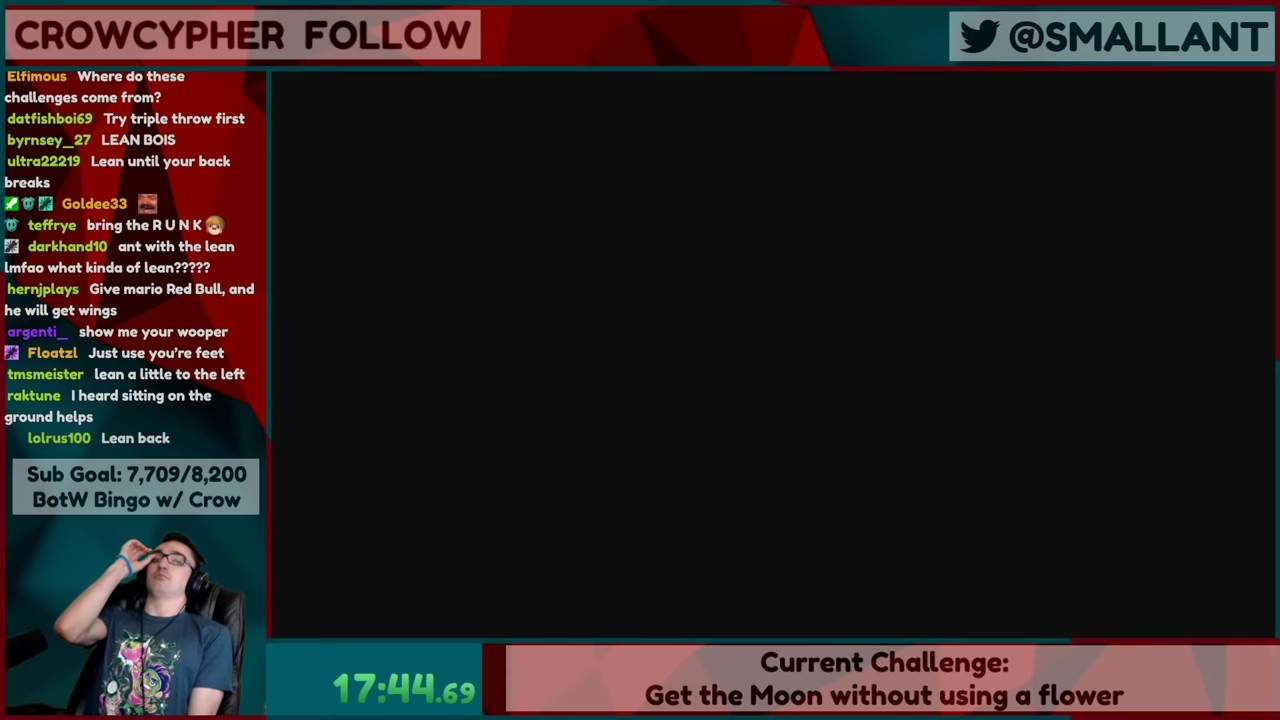 CROWCYPHER FOLLOW
@SMALLANT
Elfimous Where do these
challenges come from?
datfishboi69 Try triple throw first
byrnsey_27 LEAN BOIS
ultra22219 Lean until your back
breaks
Goldee33
teffrye bring the R U N K
darkhand10 ant with the lean
lmfao what kinda of lean?????
hernjplays Give mario Red Bull, and
he will get wings
argenti_ show me your wooper
Floatzl Just use you're feet
tmsmeister lean a little to the left
raktune I heard sitting on the
ground helps
lolrus100 Lean back
Sub Goal: 7,709/8,200
BotW Bingo w/ Crow
17:44.69
Current Challenge:
Get the Moon without using a flower